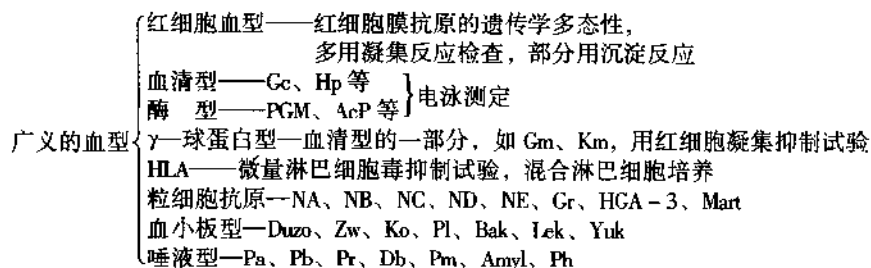 红细胞血型——红细胞膜抗原的遗传学多态性，
多用凝集反应检查，部分用沉淀反应
血清型——Gc、Hp 等
酶 型——PGM、AcP 等
电泳测定
广义的血型
γ—球蛋白型—血清型的一部分，如 Gm、Km，用红细胞凝集抑制试验
HLA——微量淋巴细胞毒抑制试验，混合淋巴细胞培养
粒细胞抗原—NA、NB、NC、ND、NE、Gr、HGA－3、Mart
血小板型—Duzo、Zw、Ko、Pl、Bak、Lek、Yuk
唾液型—Pa、Pb、Pr、Db、Pm、Amyl、Ph